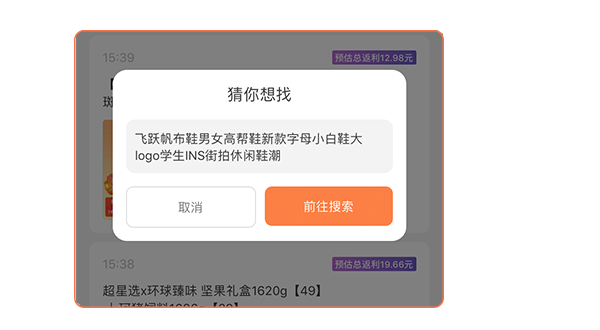 15:39
预估总返利12.98元
猜你想找
飞跃帆布鞋男女高帮鞋新款字母小白鞋大
logo学生INS街拍休闲鞋潮
取消
前往搜索
15:38
预估总返利19.66元
超星选x环球臻味 坚果礼盒1620g【49】